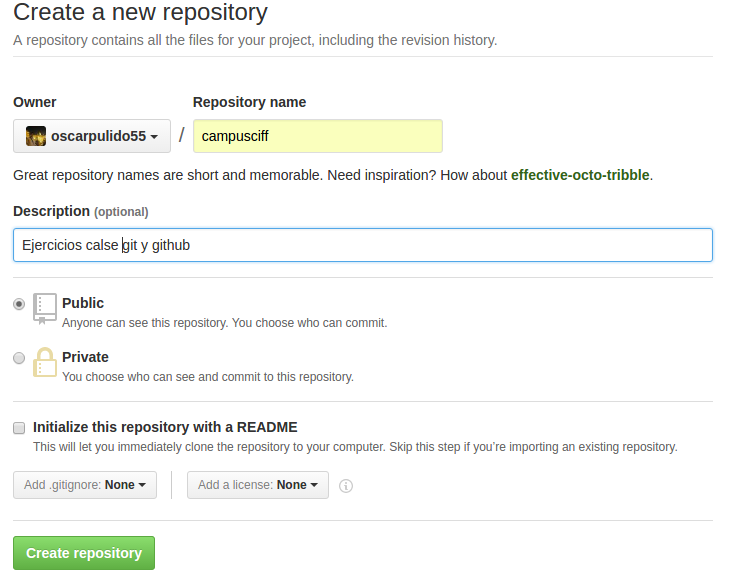 Create a new repository
A repository contains all the files for your project, including the revision history.
Owner Repository name
oscarpulido55 / campusciff
Great repository names are short and memorable. Need inspiration? How about effective-octo-tribble.
Description (optional)
Ejercicios calse git y github
Public
Anyone can see this repository. You choose who can commit.
Private
You choose who can see and commit to this repository.
Initialize this repository with a README
This will let you immediately clone the repository to your computer. Skip this step if you’re importing an existing repository.
Add .gitignore: None Add a license: None
Create repository